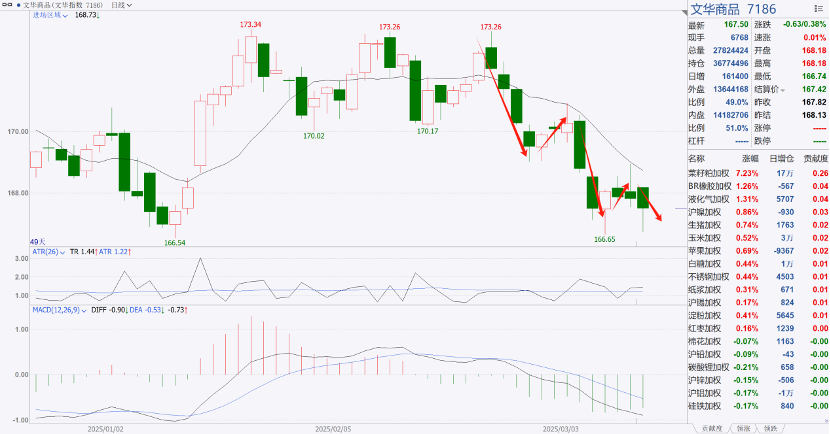 文华商品(文华指数 7186) 日线
进场区域 168.73↓
文华商品 7186
173.34
173.26
173.26
170.02
170.17
166.54
166.65
170.00
168.00
49天
ATR(26) TR 1.44↑ATR 1.22↑
3.00
2.00
1.00
MACD(12,26,9) DIFF -0.90↓DEA -0.53↓ -0.73↑
1.00
0.00
-1.00
2025/01/02
2025/02/05
2025/03/03
最新 167.50 涨跌 -0.63/0.38%
现手 6768 速涨 0.01%
总量 27824424 开盘 168.18
持仓 36774496 最高 168.18
日增 161400 最低 166.74
外盘 13644168 结算价 167.42
比例 49.0% 昨收 167.82
内盘 14182706 昨结 168.13
比例 51.0% 涨停 -----
杠杆 ----- 跌停 -----
名称 涨幅 日增仓 贡献度
菜籽粕加权 7.23% 17万 0.26
BR橡胶加权 1.26% -567 0.04
液化气加权 1.31% 5707 0.04
沪镍加权 0.86% -930 0.03
生猪加权 0.74% 1763 0.02
玉米加权 0.52% 3万 0.02
苹果加权 0.69% -9367 0.02
白糖加权 0.44% 1万 0.01
不锈钢加权 0.44% 4503 0.01
纸浆加权 0.31% 671 0.01
沪锡加权 0.17% 824 0.01
淀粉加权 0.41% 5645 0.01
红枣加权 0.16% 1239 0.00
棉花加权 -0.07% 1163 -0.00
沪铅加权 -0.09% -43 -0.00
碳酸锂加权 -0.21% 658 -0.00
沪锌加权 -0.15% -506 -0.00
沪铝加权 -0.17% -1万 -0.00
硅铁加权 -0.17% 840 -0.00
贡献度 领涨 领跌